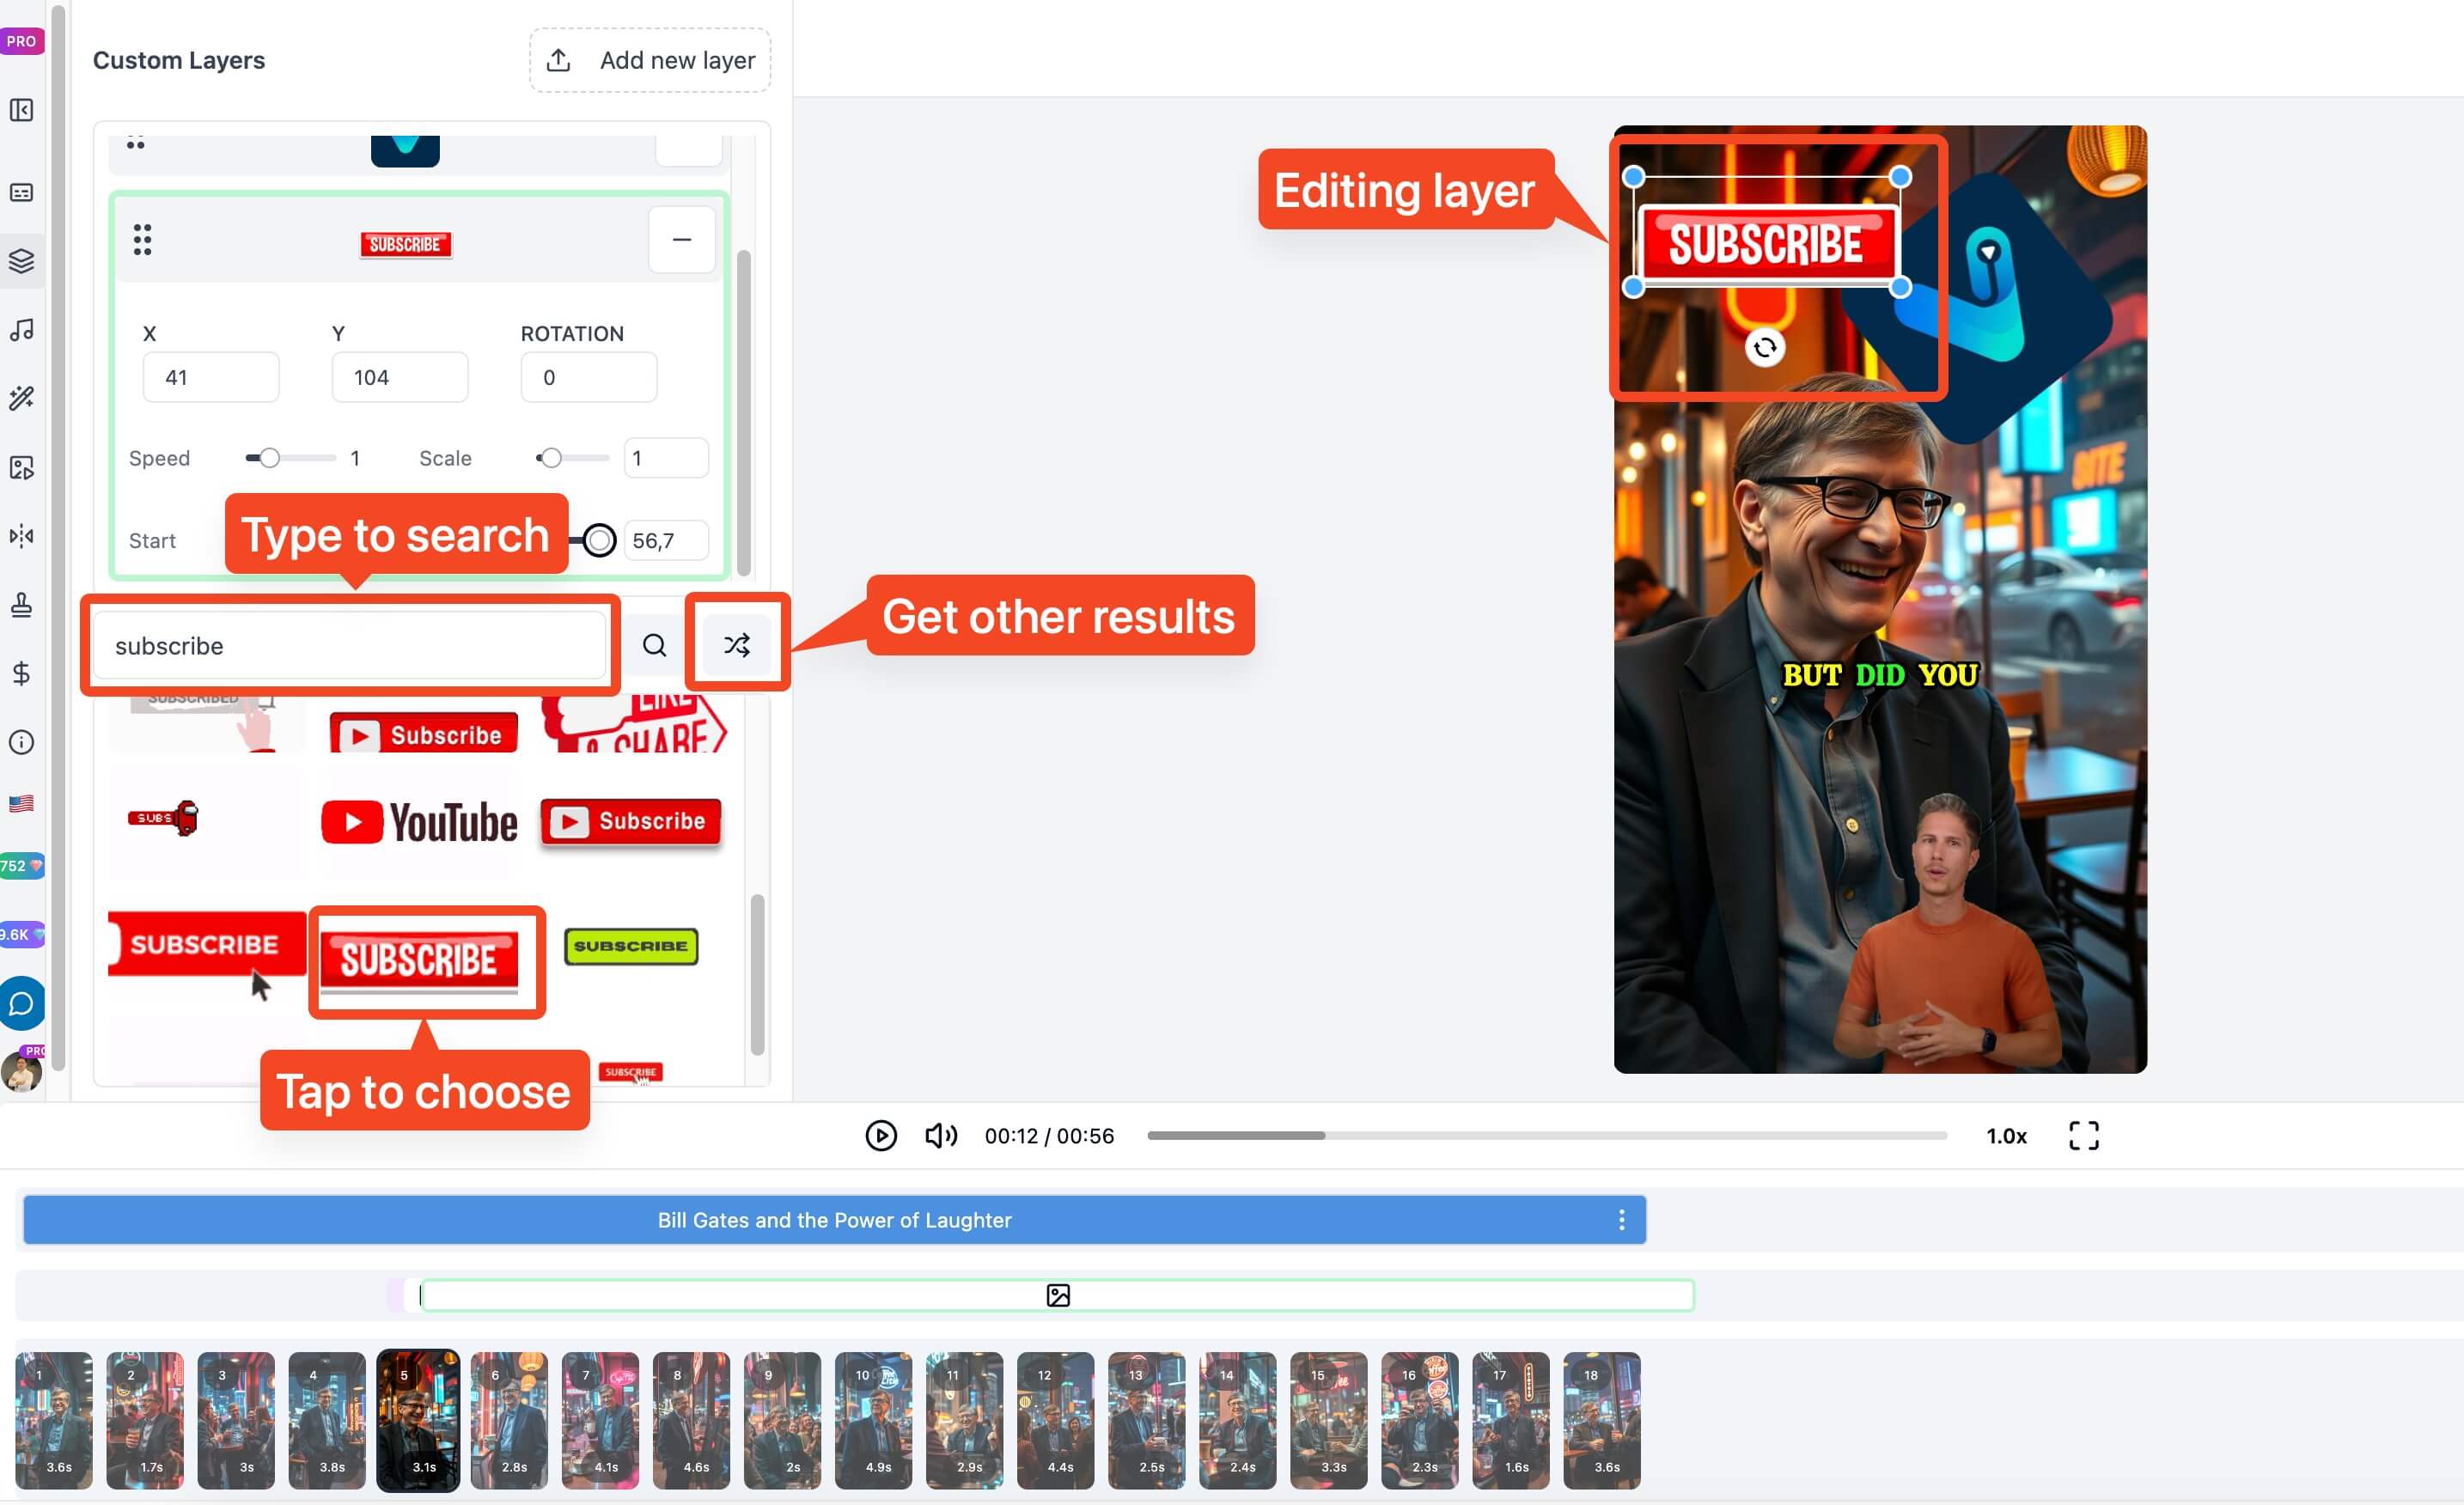 PRO
Custom Layers
Add new layer
SUBSCRIBE
X
Y
ROTATION
41
104
0
Speed
1
Scale
1
Start
56,7
Type to search
subscribe
Get other results
Editing layer
SUBSCRIBE
BITE
BUT DID YOU
SUBSCRIBED
Subscribe
LIKE
& SHARE
SUBS
YouTube
Subscribe
SUBSCRIBE
SUBSCRIBE
SUBSCRIBE
Tap to choose
SUBSCRIBE
752
9.6K
PRO
00:12 / 00:56
1.0x
Bill Gates and the Power of Laughter
1
2
3
4
5
6
7
8
9
10
11
12
13
14
15
16
17
18
3.6s
1.7s
3s
3.8s
3.1s
2.8s
4.1s
4.6s
2s
4.9s
2.9s
4.4s
2.5s
2.4s
3.3s
2.3s
1.6s
3.6s